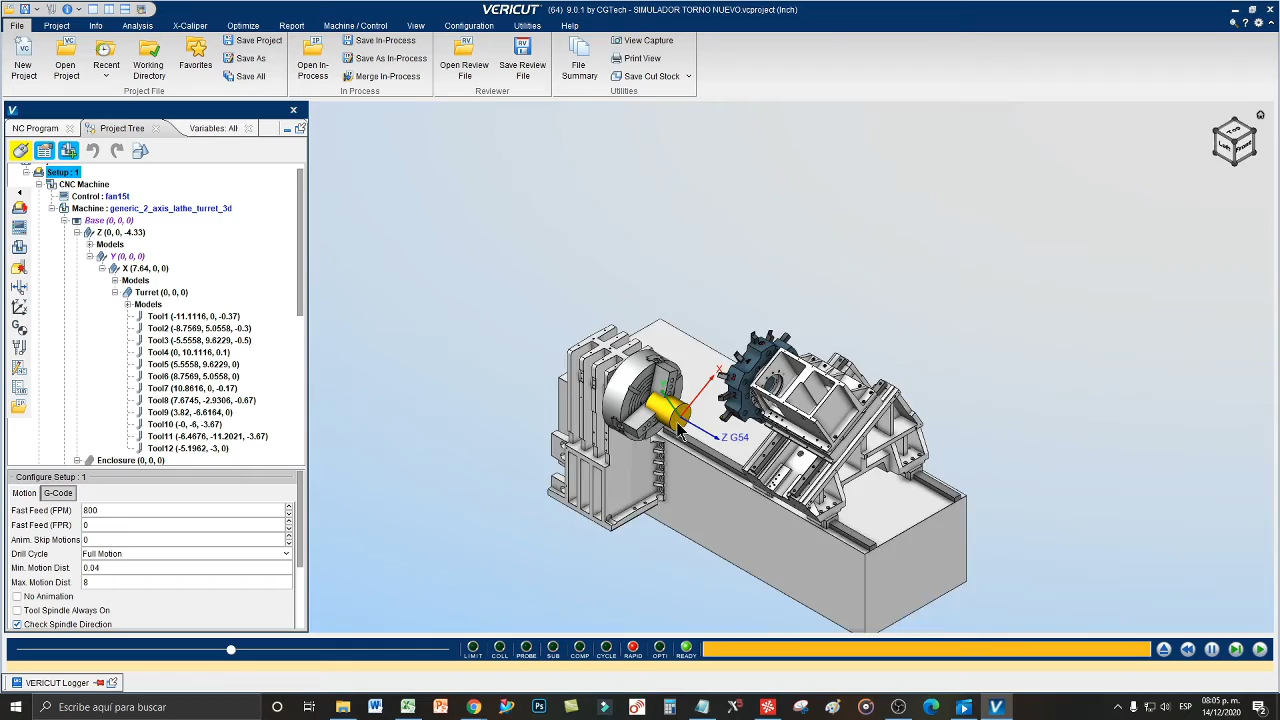 VERICUT (64) 9.0.1 by CGTech - SIMULADOR TORNO NUEVO.vcproject (Inch)
File Project Info Analysis X-Caliper Optimize Report Machine / Control View Configuration Utilities Help
New Project
Open Project
Recent
Working Directory
Favorites
Save Project
Save As
Save All
Project File
Open In-Process
Save In-Process
Save As In-Process
Merge In-Process
In Process
Open Review File
Save Review File
Reviewer
File Summary
View Capture
Print View
Save Cut Stock
Utilities
NC Program Project Tree Variables: All
Setup : 1
CNC Machine
Control : fan15t
Machine : generic_2_axis_lathe_turret_3d
Base (0, 0, 0)
Z (0, 0, -4.33)
Models
Y (0, 0, 0)
X (7.64, 0, 0)
Models
Turret (0, 0, 0)
Models
Tool1 (-11.1116, 0, -0.37)
Tool2 (-8.7569, 5.0558, -0.3)
Tool3 (-5.5558, 9.6229, -0.5)
Tool4 (0, 10.1116, 0.1)
Tool5 (5.5558, 9.6229, 0)
Tool6 (8.7569, 5.0558, 0)
Tool7 (10.8616, 0, -0.17)
Tool8 (7.6745, -2.9306, -0.67)
Tool9 (3.82, -6.6164, 0)
Tool10 (-0, -6, -3.67)
Tool11 (-6.4676, -11.2021, -3.67)
Tool12 (-5.1962, -3, 0)
Enclosure (0, 0, 0)
Configure Setup : 1
Motion G-Code
Fast Feed (FPM) 800
Fast Feed (FPR) 0
Anim. Skip Motions 0
Drill Cycle Full Motion
Min. Motion Dist. 0.04
Max. Motion Dist. 8
No Animation
Tool Spindle Always On
Check Spindle Direction
Top
Left Front
X
Z G54
LIMIT COLL PROBE SUB COMP CYCLE RAPID OPTI READY
VERICUT Logger
Escribe aquí para buscar
ESP
08:05 p. m.
14/12/2020